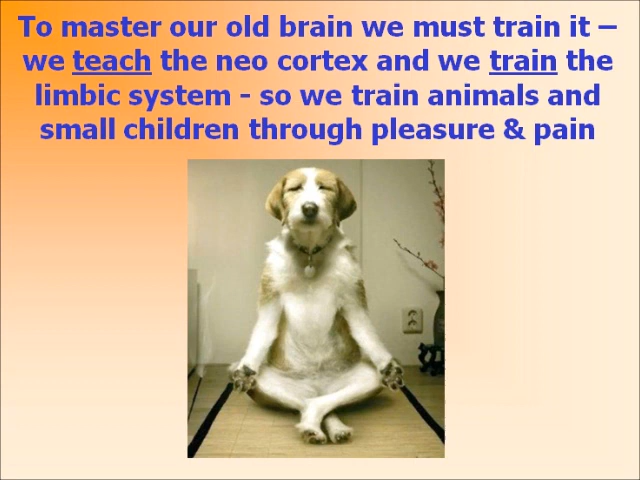 To master our old brain we must train it –
we teach the neo cortex and we train the
limbic system - so we train animals and
small children through pleasure & pain